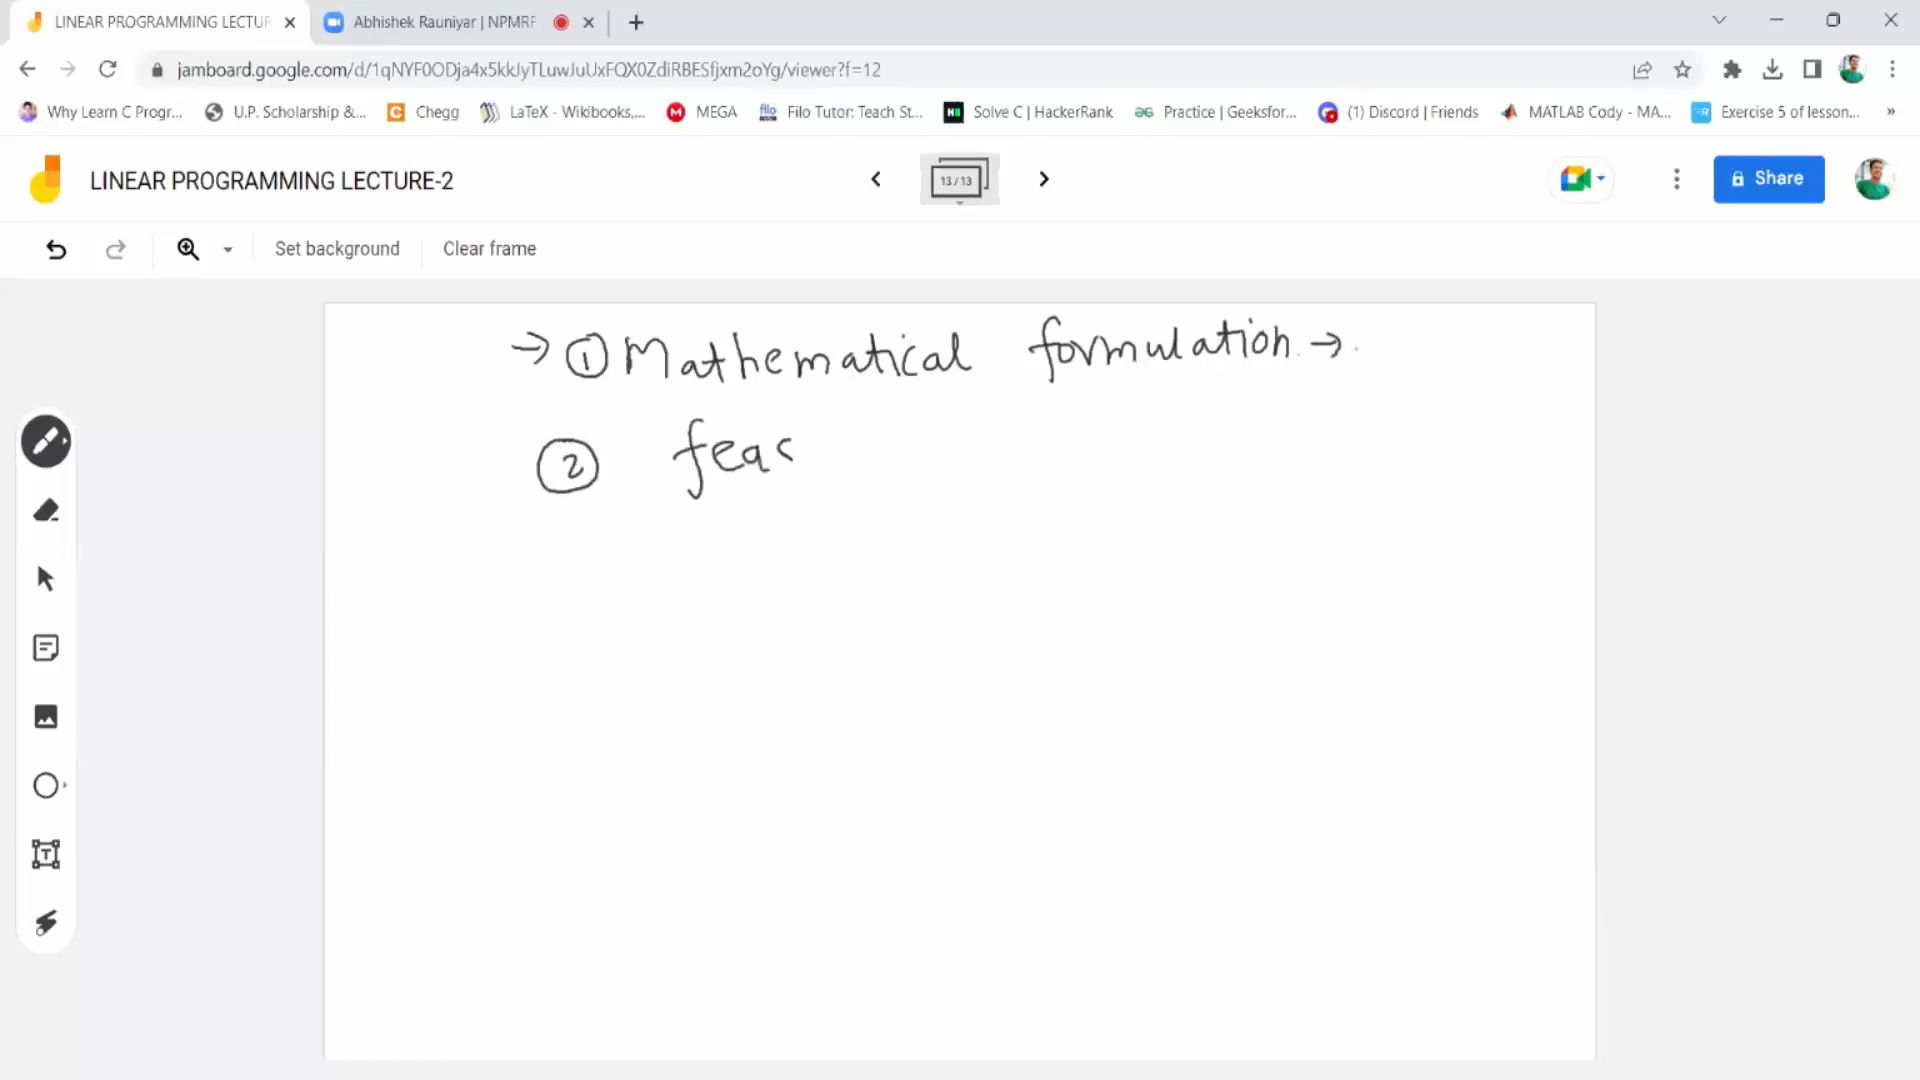 LINEAR PROGRAMMING LECTUR
Abhishek Rauniyar | NPMRF
jamboard.google.com/d/1qNYF0ODja4x5kkJyTLuwJuUxFQX0ZdiRBESfjxm2oYg/viewer?f=12
Why Learn C Progr... U.P. Scholarship &... Chegg LaTeX - Wikibooks,... MEGA Filo Tutor: Teach St... Solve C | HackerRank Practice | Geeksfor... (1) Discord | Friends MATLAB Cody - MA... Exercise 5 of lesson... »
LINEAR PROGRAMMING LECTURE-2
13 / 13
Share
Set background Clear frame
→ ① Mathematical formulation. →
② feas